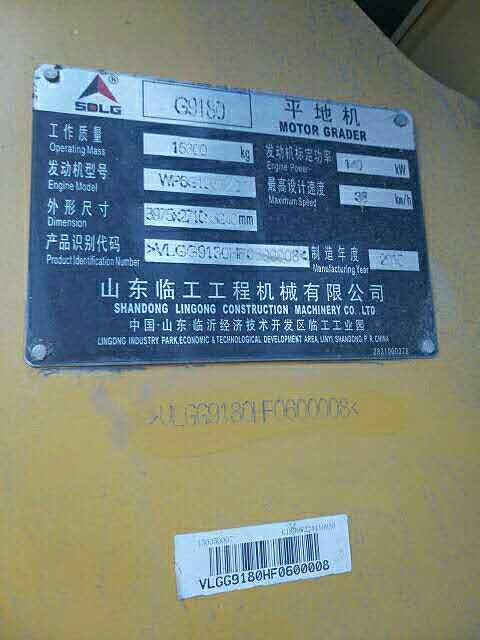 SDLG ® G9180 平地机
MOTOR GRADER
工作质量 15300 kg 发动机标定功率 140 kW
Operating Mass Engine Power
发动机型号 最高设计速度 38 km/h
Engine Model Maximum Speed
外形尺寸 mm
Dimension
产品识别代码 >VLGG9180HF0600008< 制造年度
Product Identification Number Manufacturing Year
山东临工工程机械有限公司
SHANDONG LINGONG CONSTRUCTION MACHINERY CO. LTD
中国·山东·临沂经济技术开发区临工工业园
LINGONG INDUSTRY PARK,ECONOMIC & TECHNOLOGICAL DEVELOPMENT AREA, LINYI, SHANDONG, P. R. CHINA
>VLGG9180HF0600008<
VLGG9180HF0600008